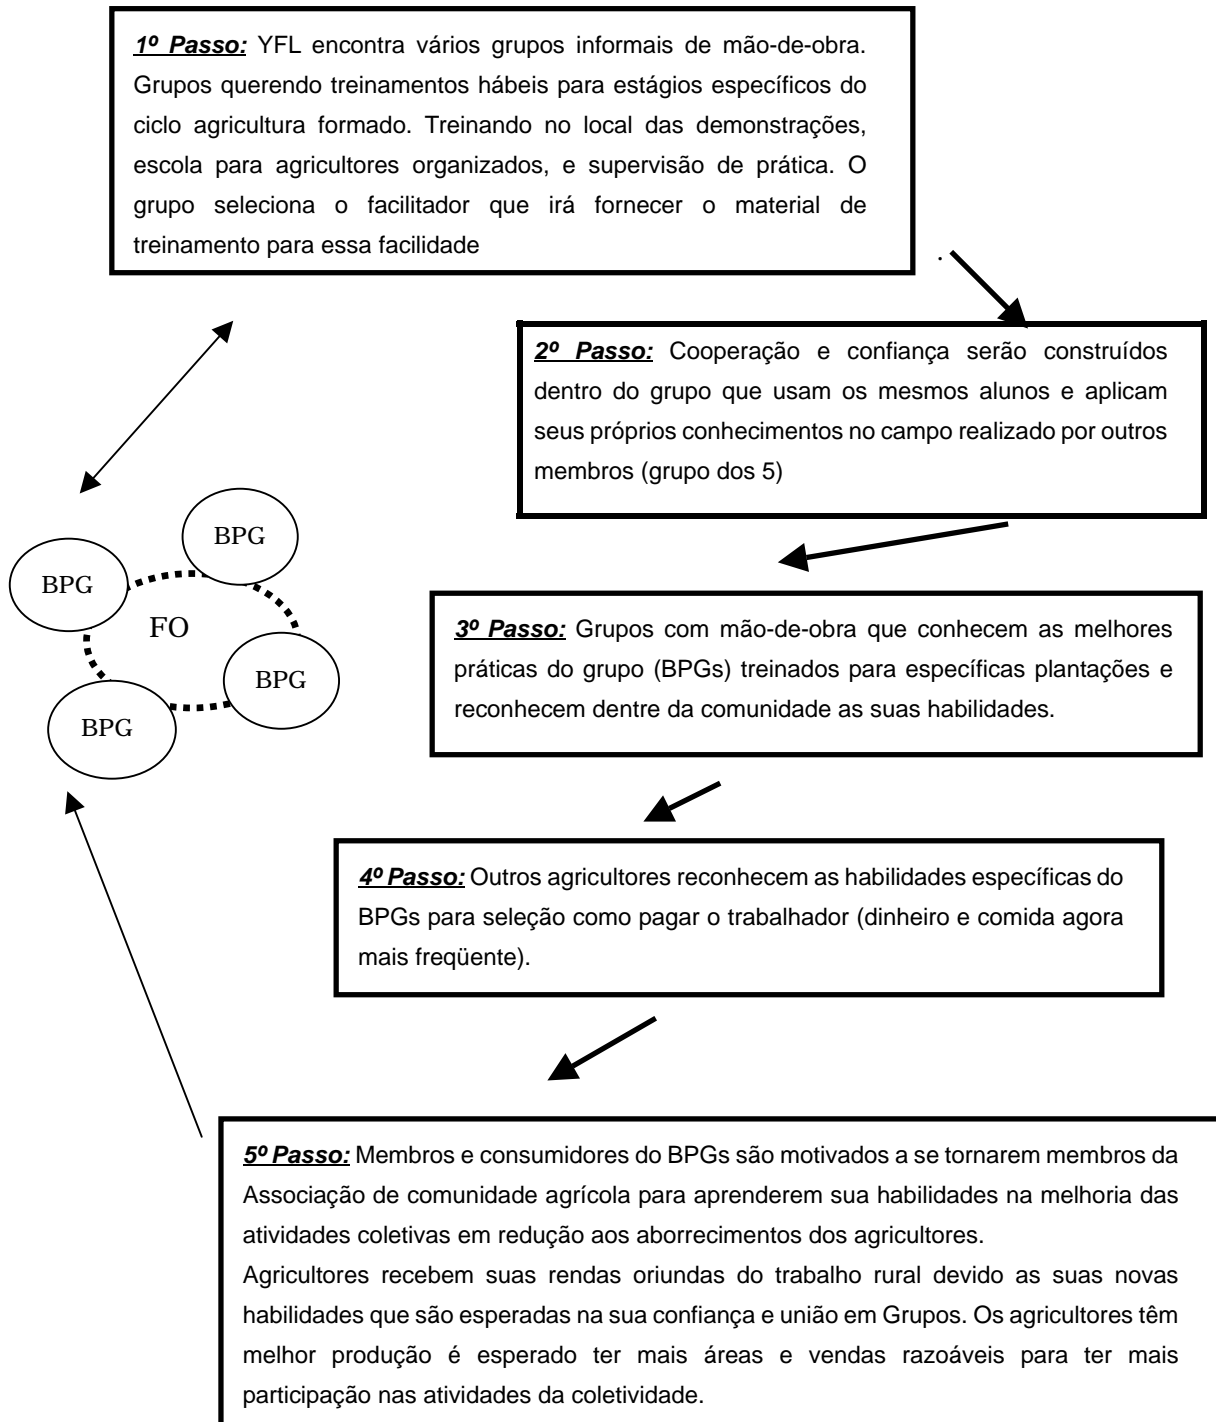 1º Passo: YFL encontra vários grupos informais de mão-de-obra.
Grupos querendo treinamentos hábeis para estágios específicos do
ciclo agricultura formado. Treinando no local das demonstrações,
escola para agricultores organizados, e supervisão de prática. O
grupo seleciona o facilitador que irá fornecer o material de
treinamento para essa facilidade
.
2º Passo: Cooperação e confiança serão construídos
dentro do grupo que usam os mesmos alunos e aplicam
seus próprios conhecimentos no campo realizado por outros
membros (grupo dos 5)
BPG
BPG
FO
BPG
BPG
3º Passo: Grupos com mão-de-obra que conhecem as melhores
práticas do grupo (BPGs) treinados para específicas plantações e
reconhecem dentre da comunidade as suas habilidades.
4º Passo: Outros agricultores reconhecem as habilidades específicas do
BPGs para seleção como pagar o trabalhador (dinheiro e comida agora
mais freqüente).
5º Passo: Membros e consumidores do BPGs são motivados a se tornarem membros da
Associação de comunidade agrícola para aprenderem sua habilidades na melhoria das
atividades coletivas em redução aos aborrecimentos dos agricultores.
Agricultores recebem suas rendas oriundas do trabalho rural devido as suas novas
habilidades que são esperadas na sua confiança e união em Grupos. Os agricultores têm
melhor produção é esperado ter mais áreas e vendas razoáveis para ter mais
participação nas atividades da coletividade.